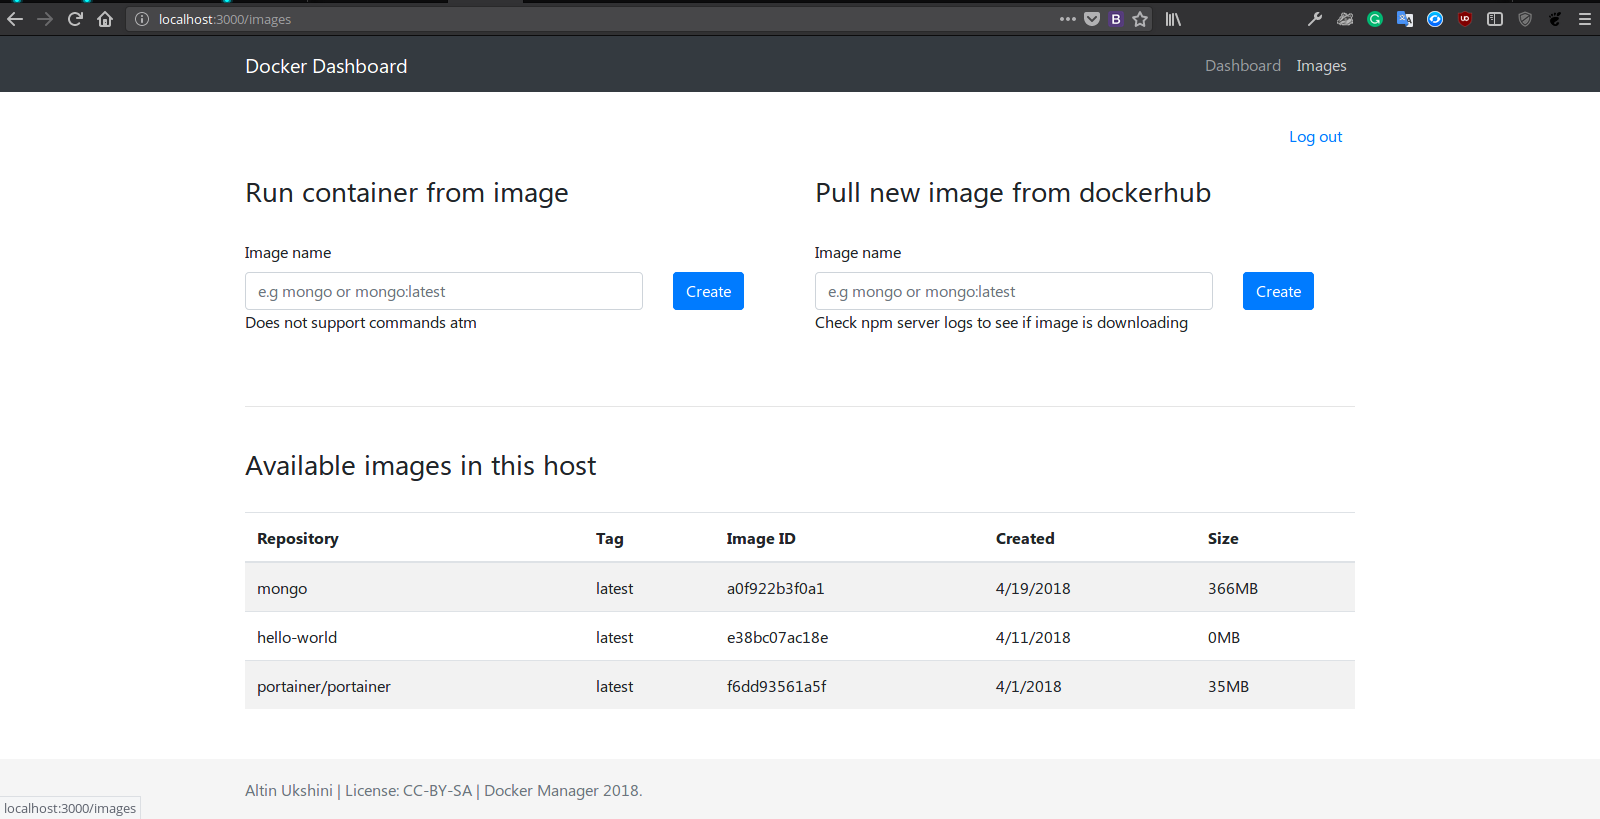 localhost:3000/images
Docker Dashboard
Dashboard Images
Log out
Run container from image
Image name
e.g mongo or mongo:latest
Create
Does not support commands atm
Pull new image from dockerhub
Image name
e.g mongo or mongo:latest
Create
Check npm server logs to see if image is downloading
Available images in this host
Repository Tag Image ID Created Size
mongo latest a0f922b3f0a1 4/19/2018 366MB
hello-world latest e38bc07ac18e 4/11/2018 0MB
portainer/portainer latest f6dd93561a5f 4/1/2018 35MB
Altin Ukshini | License: CC-BY-SA | Docker Manager 2018.
localhost:3000/images